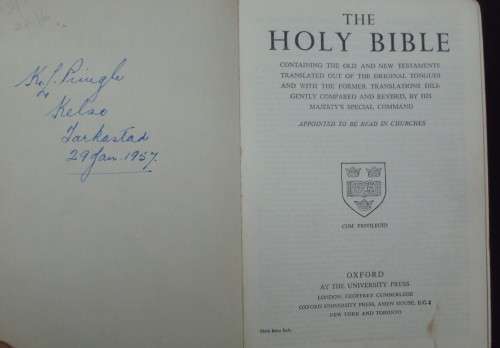 K. S. Pringle
Kelso
Tarkastad
29 Jan. 1957.
THE
HOLY BIBLE
CONTAINING THE OLD AND NEW TESTAMENTS
TRANSLATED OUT OF THE ORIGINAL TONGUES
AND WITH THE FORMER TRANSLATIONS DILI-
GENTLY COMPARED AND REVISED, BY HIS
MAJESTY'S SPECIAL COMMAND
APPOINTED TO BE READ IN CHURCHES
CUM PRIVILEGIO
OXFORD
AT THE UNIVERSITY PRESS
LONDON, GEOFFREY CUMBERLEGE
OXFORD UNIVERSITY PRESS, AMEN HOUSE, E.C.4
NEW YORK AND TORONTO